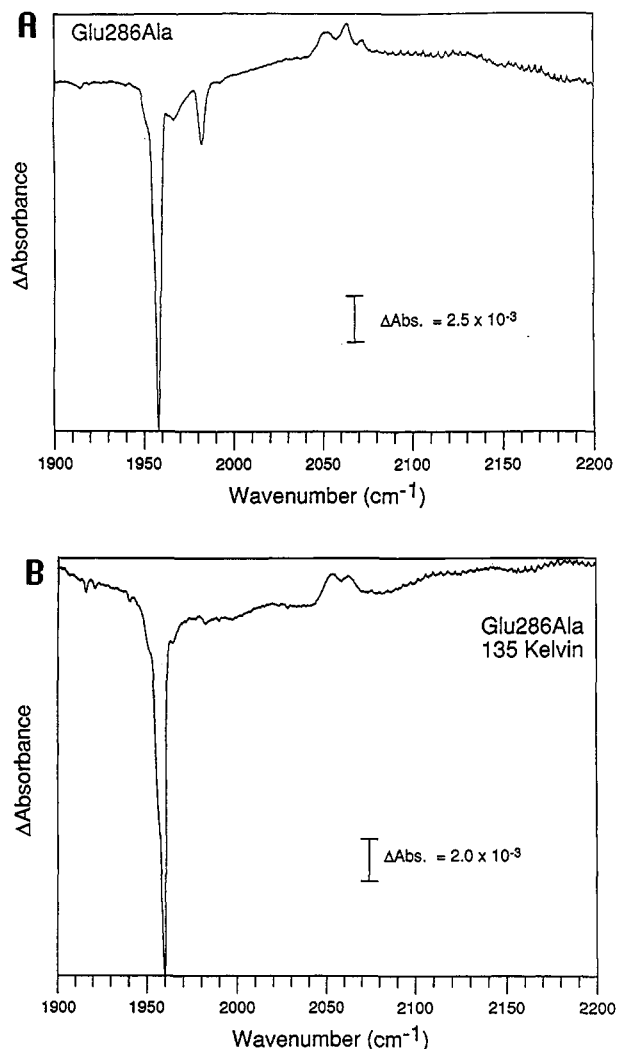 A
Glu286Ala
ΔAbsorbance
ΔAbs. = 2.5 x 10⁻³
1900 1950 2000 2050 2100 2150 2200
Wavenumber (cm⁻¹)
B
Glu286Ala
135 Kelvin
ΔAbsorbance
ΔAbs. = 2.0 x 10⁻³
1900 1950 2000 2050 2100 2150 2200
Wavenumber (cm⁻¹)